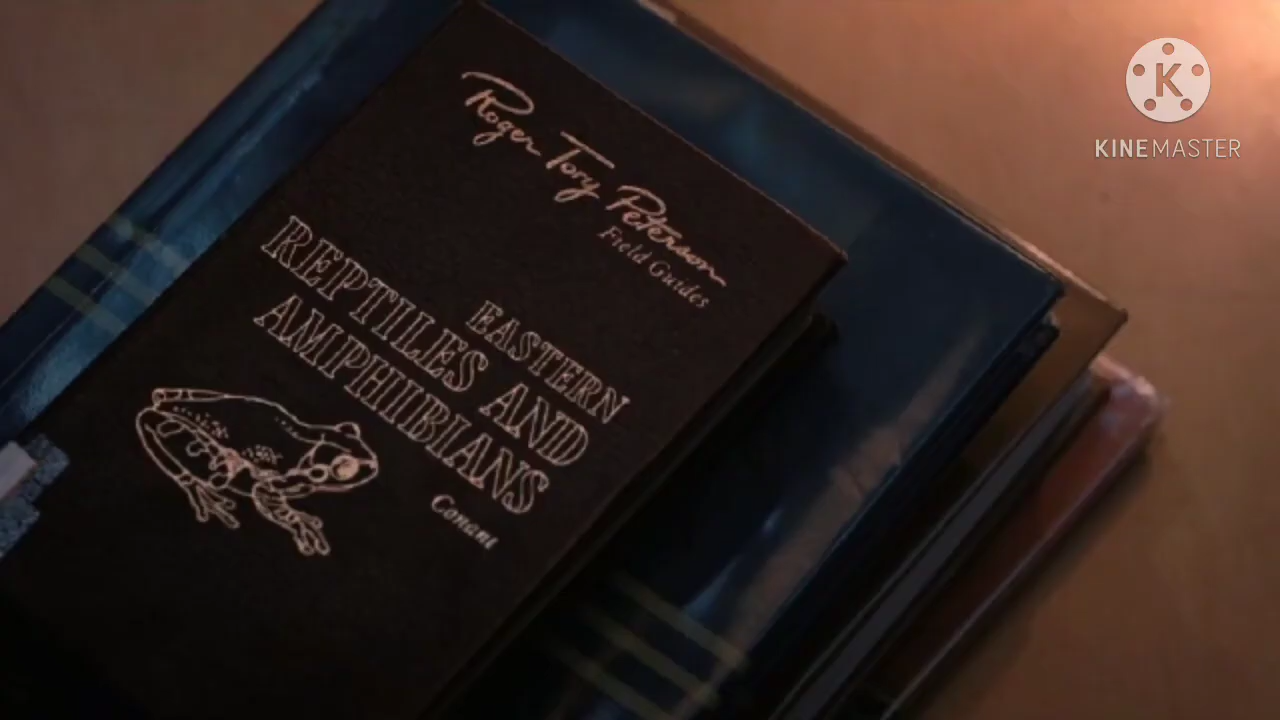 Roger Tory Peterson
Field Guides
EASTERN
REPTILES AND
AMPHIBIANS
Conant
K
KINEMASTER